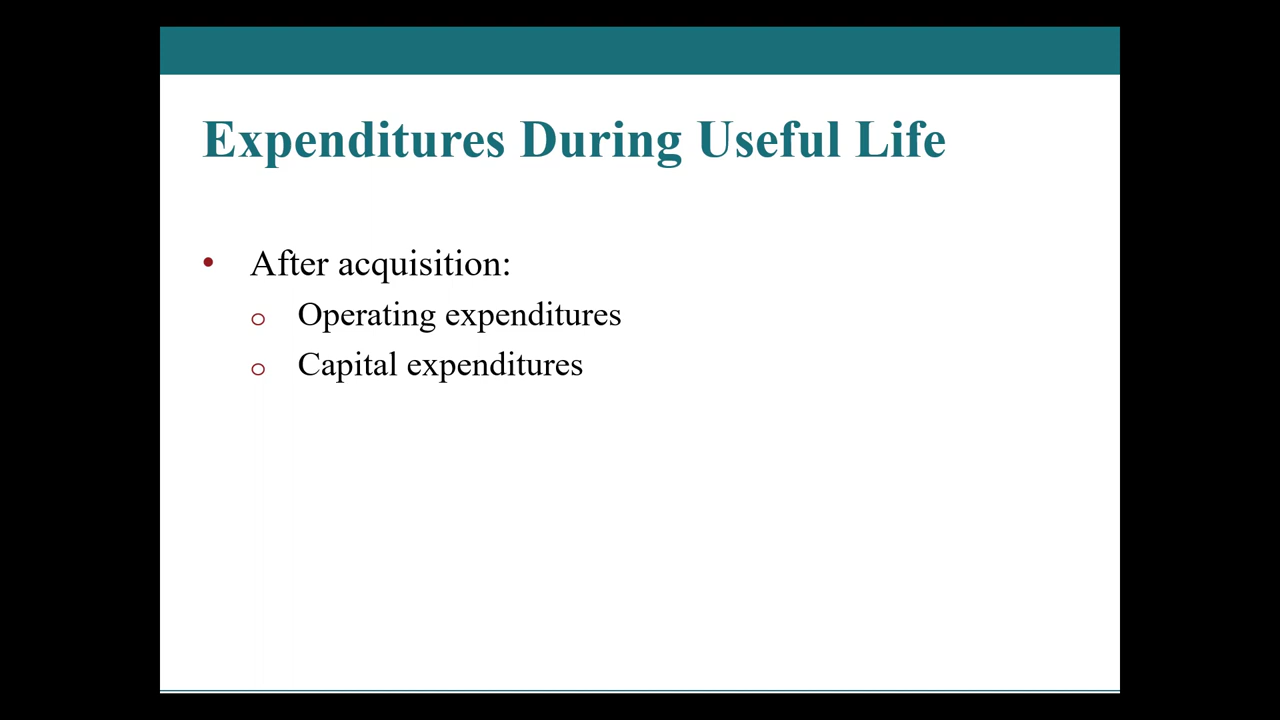 Expenditures During Useful Life
• After acquisition:
o Operating expenditures
o Capital expenditures